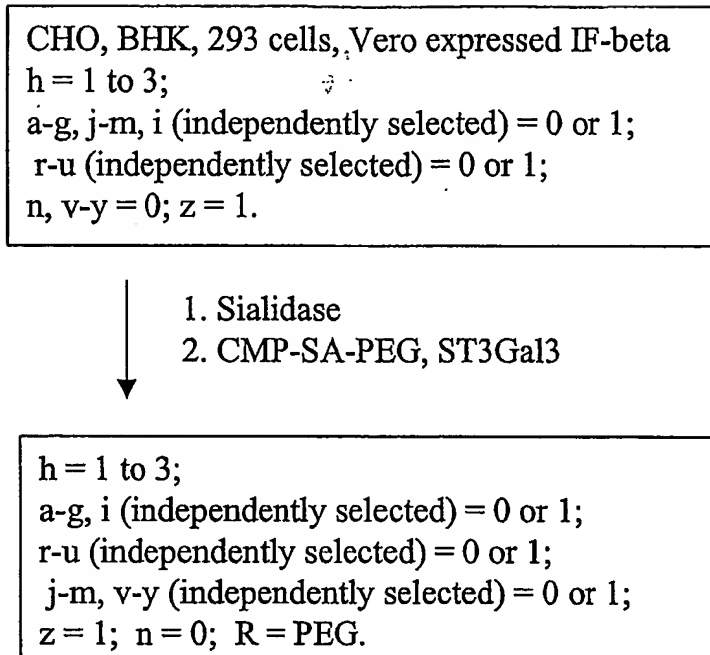 CHO, BHK, 293 cells, Vero expressed IF-beta
h = 1 to 3;
a-g, j-m, i (independently selected) = 0 or 1;
r-u (independently selected) = 0 or 1;
n, v-y = 0; z = 1.
1. Sialidase
2. CMP-SA-PEG, ST3Gal3
h = 1 to 3;
a-g, i (independently selected) = 0 or 1;
r-u (independently selected) = 0 or 1;
j-m, v-y (independently selected) = 0 or 1;
z = 1; n = 0; R = PEG.